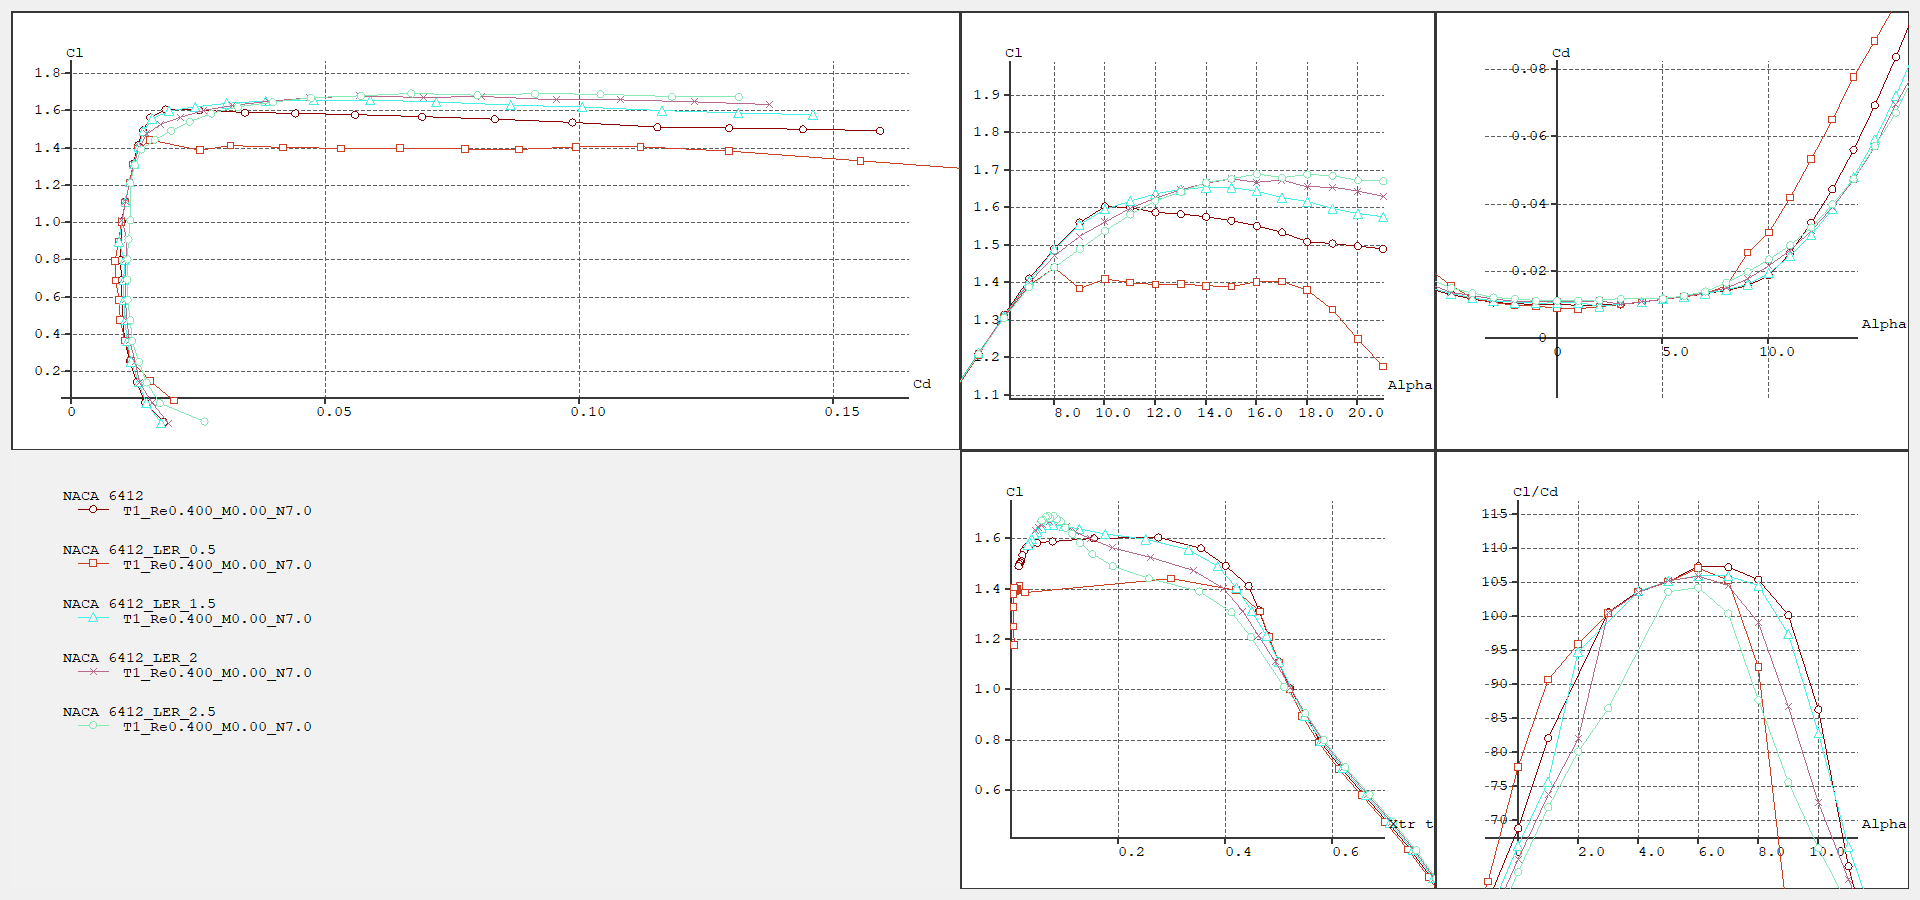 Cl
1.8
1.6
1.4
1.2
1.0
0.8
0.6
0.4
0.2
Cd
0 0.05 0.10 0.15
Cl
1.9
1.8
1.7
1.6
1.5
1.4
1.3
1.2
1.1
Alpha
8.0 10.0 12.0 14.0 16.0 18.0 20.0
Cd
0.08
0.06
0.04
0.02
0
Alpha
0 5.0 10.0
NACA 6412
T1_Re0.400_M0.00_N7.0
NACA 6412_LER_0.5
T1_Re0.400_M0.00_N7.0
NACA 6412_LER_1.5
T1_Re0.400_M0.00_N7.0
NACA 6412_LER_2
T1_Re0.400_M0.00_N7.0
NACA 6412_LER_2.5
T1_Re0.400_M0.00_N7.0
Cl
1.6
1.4
1.2
1.0
0.8
0.6
Xtr t
0.2 0.4 0.6
Cl/Cd
115
110
105
100
95
90
85
80
75
70
Alpha
0 2.0 4.0 6.0 8.0 10.0